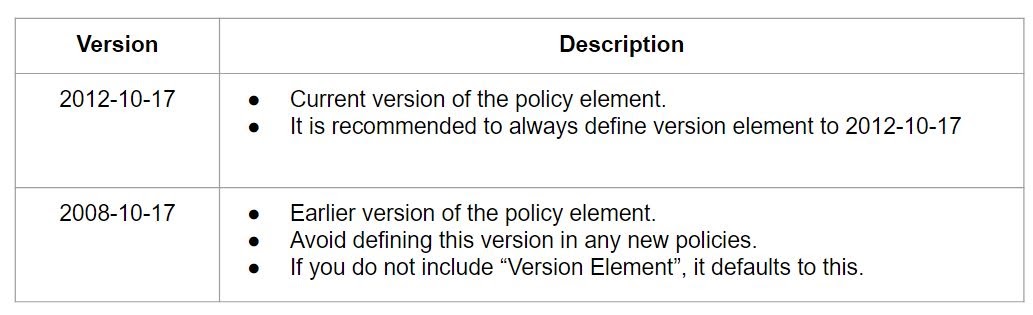 Version Description
2012-10-17 ● Current version of the policy element.
● It is recommended to always define version element to 2012-10-17
2008-10-17 ● Earlier version of the policy element.
● Avoid defining this version in any new policies.
● If you do not include “Version Element”, it defaults to this.